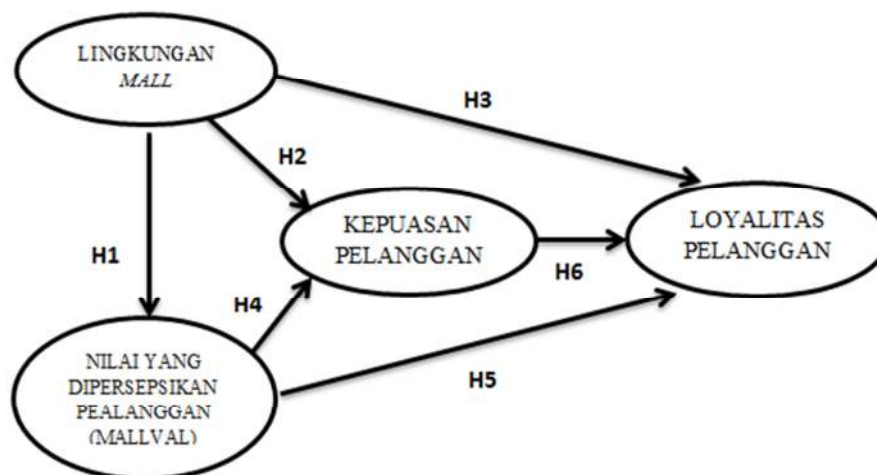 LINGKUNGAN
MALL
H3
H2
KEPUASAN
PELANGGAN
LOYALITAS
PELANGGAN
H1
H4
H6
NILAI YANG
DIPERSEPSIKAN
PEALANGGAN
(MALLVAL)
H5